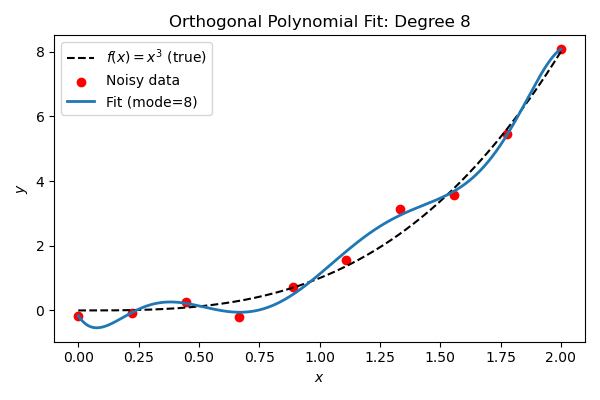 Orthogonal Polynomial Fit: Degree 8
f(x) = x³ (true)
Noisy data
Fit (mode=8)
8
6
4
2
0
y
0.00 0.25 0.50 0.75 1.00 1.25 1.50 1.75 2.00
x